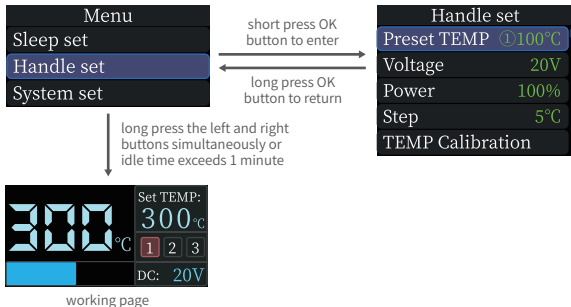 Menu
Sleep set
Handle set
System set
short press OK
button to enter
long press OK
button to return
Handle set
Preset TEMP ①100℃
Voltage 20V
Power 100%
Step 5℃
TEMP Calibration
long press the left and right
buttons simultaneously or
idle time exceeds 1 minute
300℃
Set TEMP:
300℃
1 2 3
DC: 20V
working page